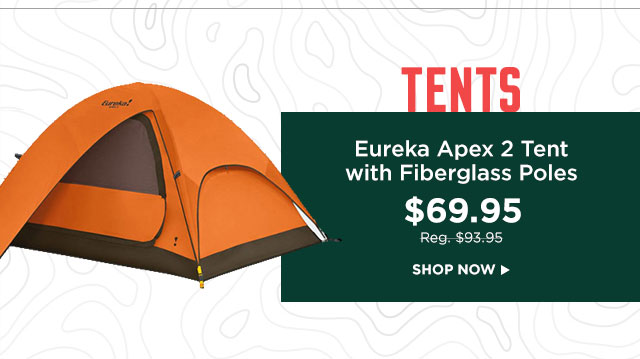 TENTS
Eureka!
Eureka Apex 2 Tent
with Fiberglass Poles
$69.95
Reg. $93.95
SHOP NOW ▶